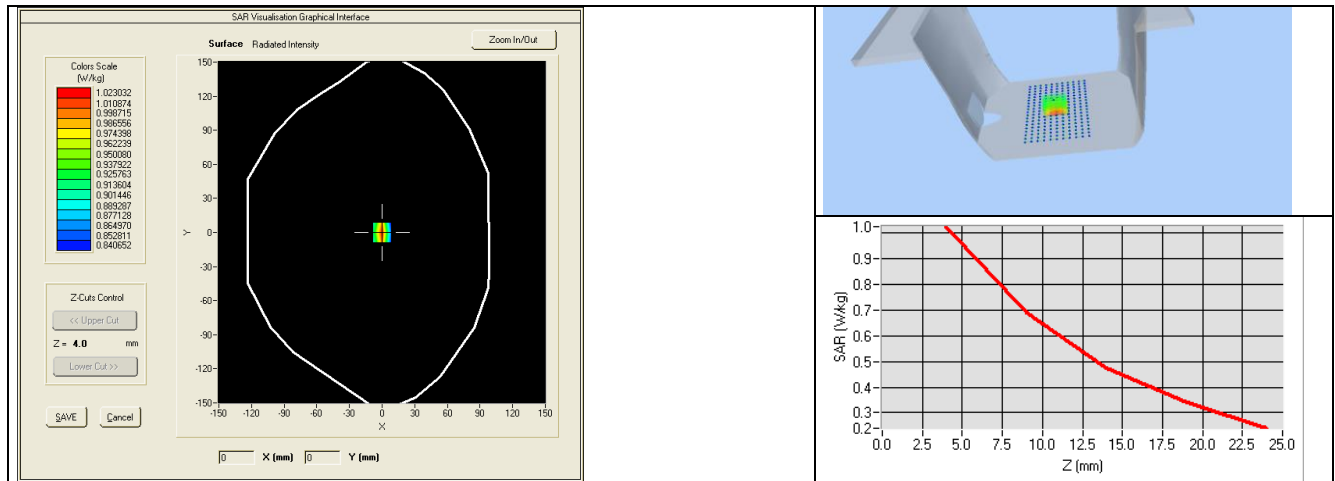 SAR Visualisation Graphical Interface
Surface Radiated Intensity
Zoom In/Out
Colors Scale
(W/kg)
1.023032
1.010874
0.998715
0.986556
0.974398
0.962239
0.950080
0.937922
0.925763
0.913604
0.901446
0.889287
0.877128
0.864970
0.852811
0.840652
Z-Cuts Control
<< Upper Cut
Z = 4.0 mm
Lower Cut >>
SAVE Cancel
150-
120-
90-
60-
30-
0-
-30-
-60-
-90-
-120-
-150-
Y
-150 -120 -90 -60 -30 0 30 60 90 120 150
X
0 X (mm) 0 Y (mm)
1.0-
0.9-
0.8-
0.7-
0.6-
0.5-
0.4-
0.3-
0.2-
SAR (W/kg)
0.0 2.5 5.0 7.5 10.0 12.5 15.0 17.5 20.0 22.5 25.0
Z (mm)